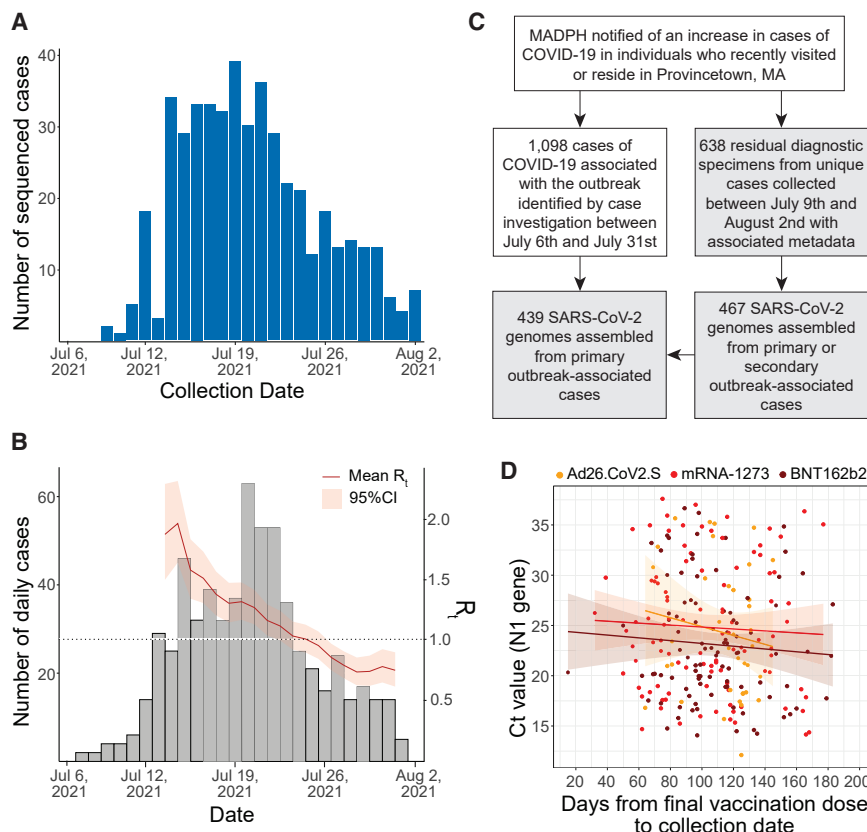 A
Number of sequenced cases
40
30
20
10
Jul 6,
2021
Jul 12,
2021
Jul 19,
2021
Jul 26,
2021
Aug 2,
2021
Collection Date
B
Number of daily cases
60
40
20
Mean Rt
95%CI
2.0
1.5
1.0
0.5
Rt
Jul 6,
2021
Jul 12,
2021
Jul 19,
2021
Jul 26,
2021
Aug 2,
2021
Date
C
MADPH notified of an increase in cases of
COVID-19 in individuals who recently visited
or reside in Provincetown, MA
1,098 cases of
COVID-19 associated
with the outbreak
identified by case
investigation between
July 6th and July 31st
638 residual diagnostic
specimens from unique
cases collected
between July 9th and
August 2nd with
associated metadata
439 SARS-CoV-2
genomes assembled
from primary
outbreak-associated
cases
467 SARS-CoV-2
genomes assembled
from primary or
secondary
outbreak-associated
cases
D
Ad26.CoV2.S mRNA-1273 BNT162b2
Ct value (N1 gene)
35
30
25
20
15
20 40 60 80 100 120 140 160 180 200
Days from final vaccination dose
to collection date